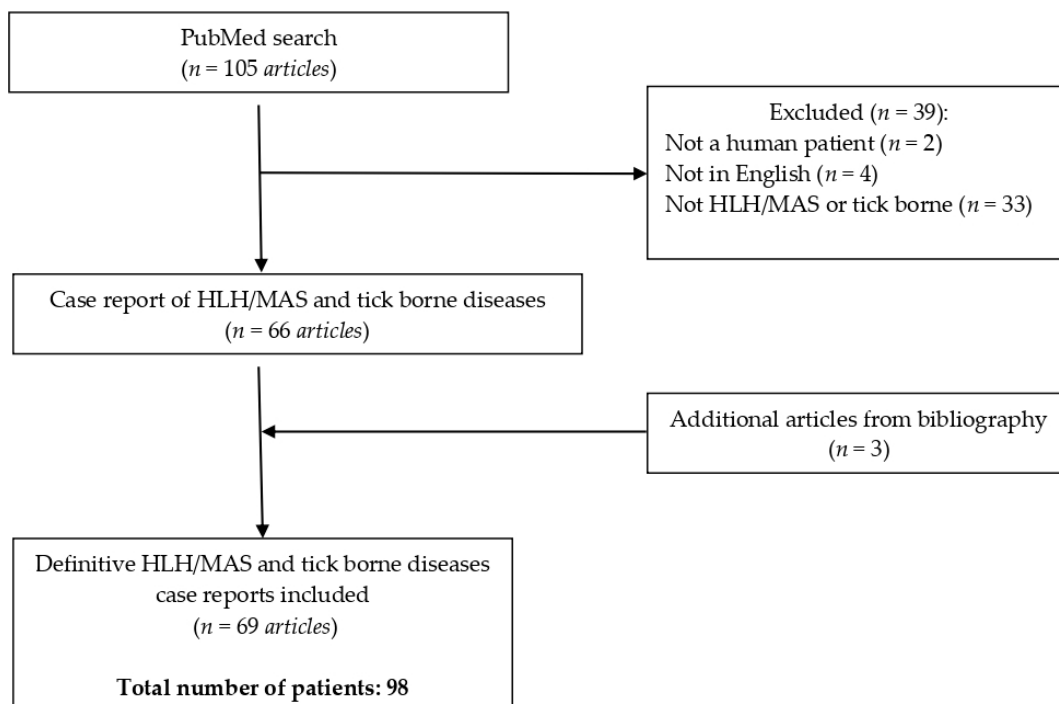 PubMed search
(n = 105 articles)
Excluded (n = 39):
Not a human patient (n = 2)
Not in English (n = 4)
Not HLH/MAS or tick borne (n = 33)
Case report of HLH/MAS and tick borne diseases
(n = 66 articles)
Additional articles from bibliography
(n = 3)
Definitive HLH/MAS and tick borne diseases
case reports included
(n = 69 articles)
Total number of patients: 98